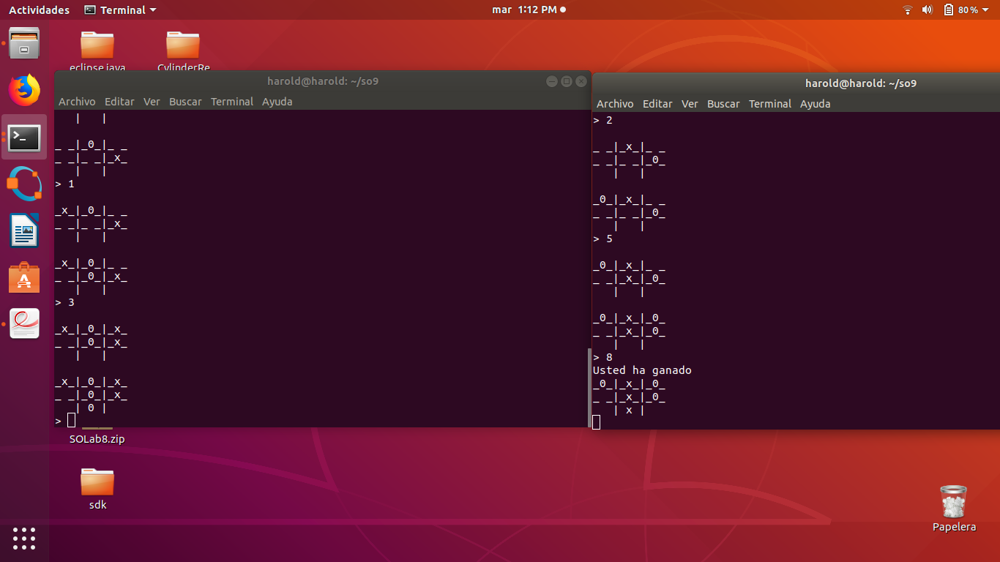 Actividades Terminal mar 1:12 PM 80 %
eclipse java CylinderRe
harold@harold: ~/so9
Archivo Editar Ver Buscar Terminal Ayuda
   |   |

_ _|_0_|_ _
_ _|_ _|_x_
   |   |
> 1

_x_|_0_|_ _
_ _|_ _|_x_
   |   |

_x_|_0_|_ _
_ _|_0_|_x_
   |   |
> 3

_x_|_0_|_x_
_ _|_0_|_x_
   |   |

_x_|_0_|_x_
_ _|_0_|_x_
   | 0 |
>
harold@harold: ~/so9
Archivo Editar Ver Buscar Terminal Ayuda
> 2

_ _|_x_|_ _
_ _|_ _|_0_
   |   |

_0_|_x_|_ _
_ _|_ _|_0_
   |   |
> 5

_0_|_x_|_ _
_ _|_x_|_0_
   |   |

_0_|_x_|_0_
_ _|_x_|_0_
   |   |
> 8
Usted ha ganado
_0_|_x_|_0_
_ _|_x_|_0_
   | x |
SOLab8.zip
sdk
Papelera